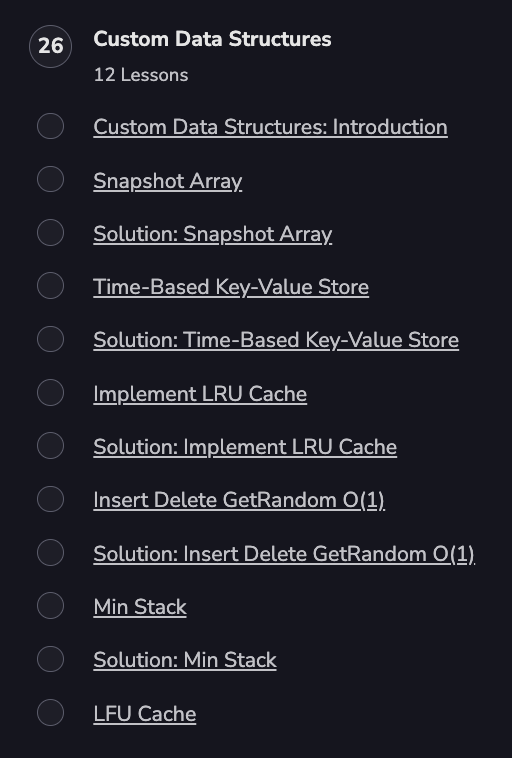 26
Custom Data Structures
12 Lessons
Custom Data Structures: Introduction
Snapshot Array
Solution: Snapshot Array
Time-Based Key-Value Store
Solution: Time-Based Key-Value Store
Implement LRU Cache
Solution: Implement LRU Cache
Insert Delete GetRandom O(1)
Solution: Insert Delete GetRandom O(1)
Min Stack
Solution: Min Stack
LFU Cache